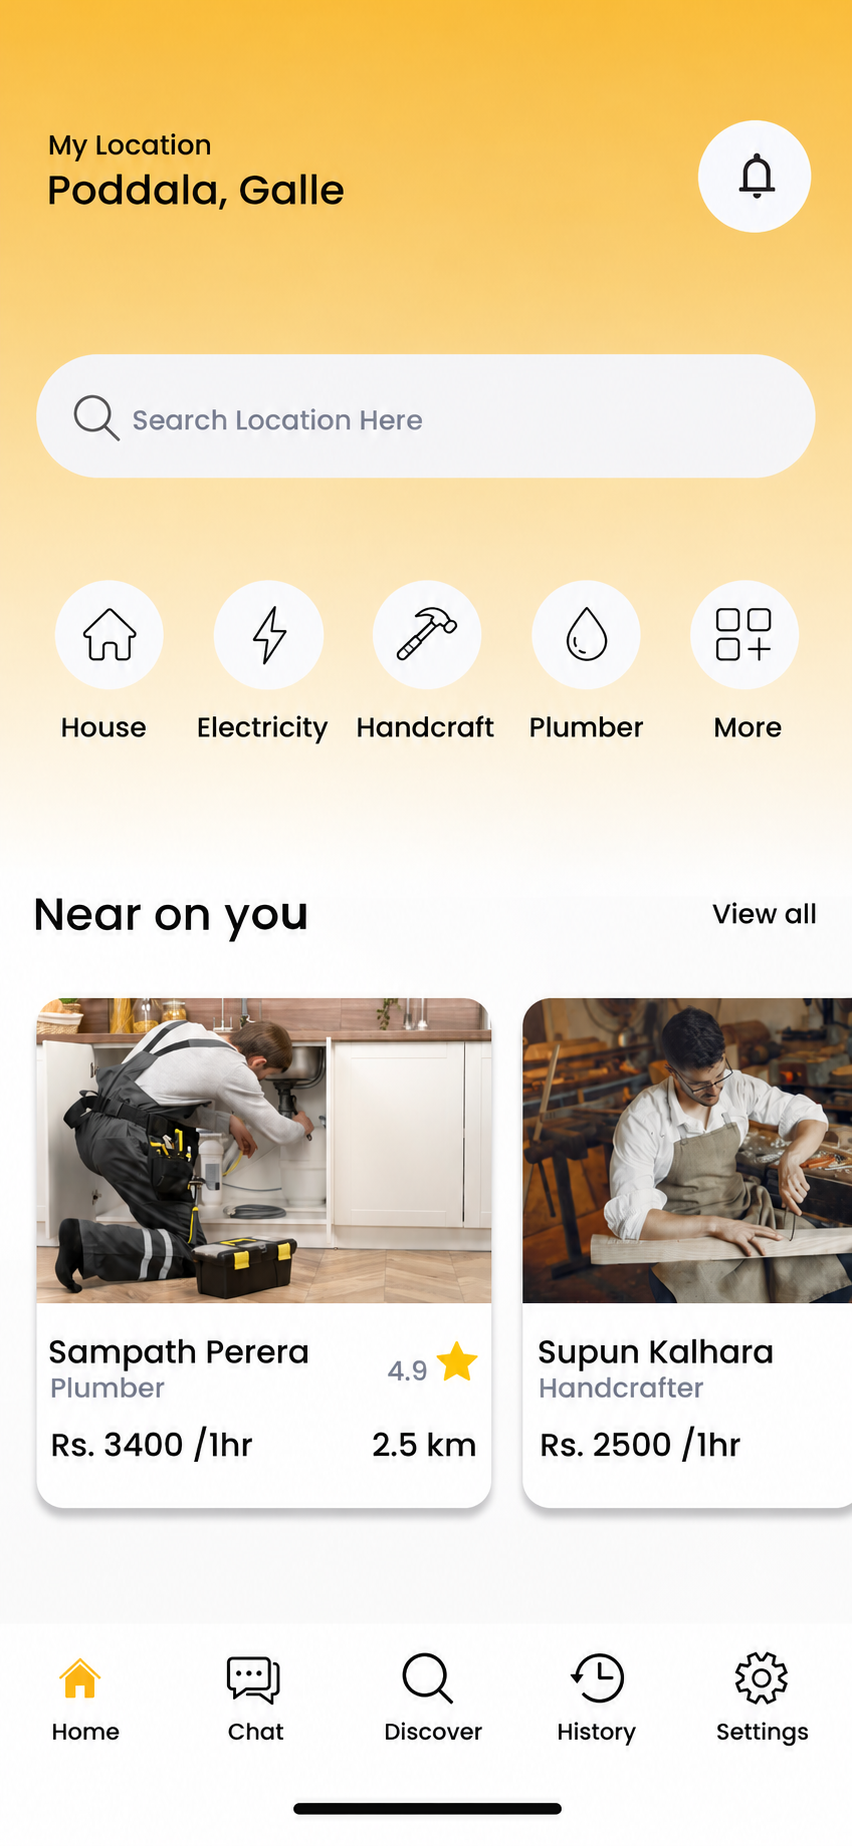 My Location
Poddala, Galle
Search Location Here
House Electricity Handcraft Plumber More
Near on you View all
Sampath Perera
Plumber
4.9
Rs. 3400 /1hr 2.5 km
Supun Kalhara
Handcrafter
Rs. 2500 /1hr
Home Chat Discover History Settings